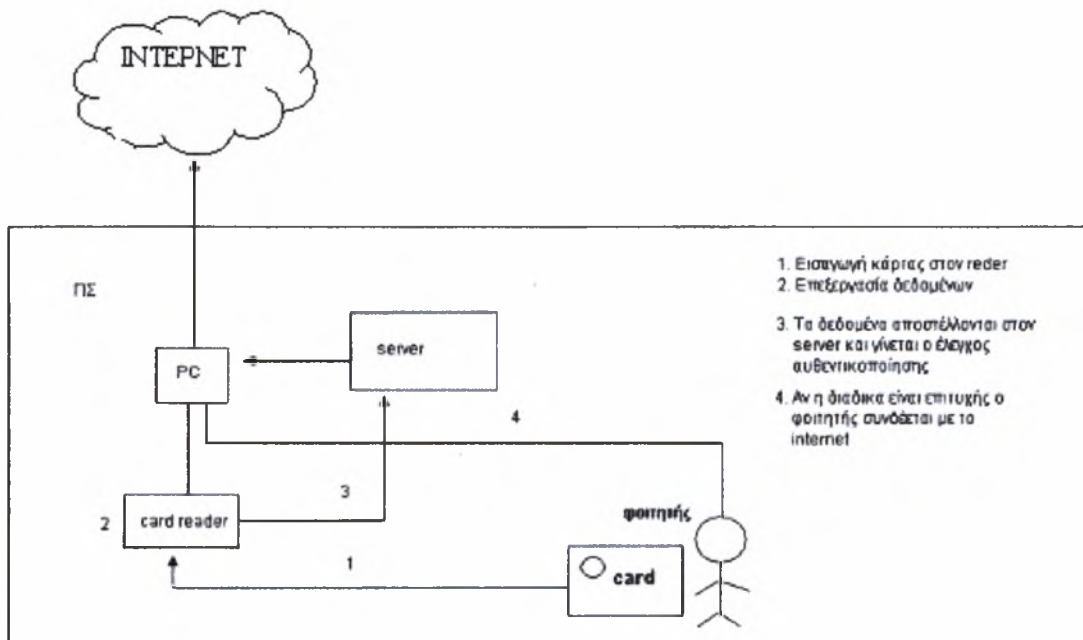 INTEPNET
ΠΣ
1. Εισαγωγή κάρτας στον reder
2. Επεξεργασία δεδομένων
3. Τα δεδομένα αποστέλλονται στον
server και γίνεται ο έλεγχος
αυθεντικοποίησης
4. Αν η διαδικα είναι επιτυχής ο
φοιτητής συνδέεται με το
internet
server
PC
4
3
2
card reader
φοιτητής
1
card